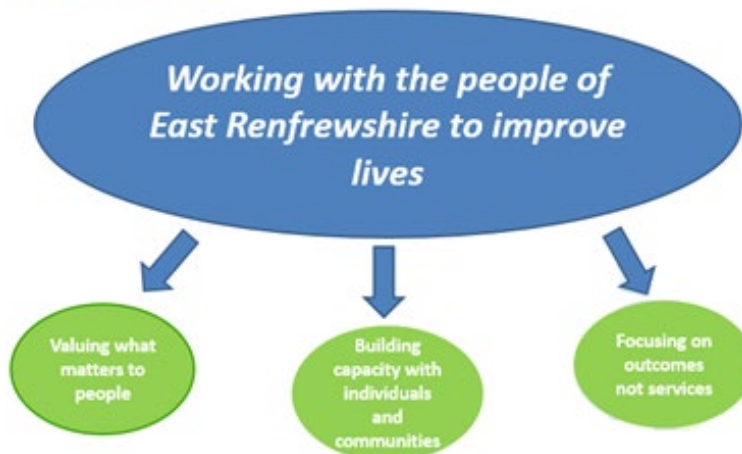 Working with the people of
East Renfrewshire to improve
lives
Valuing what
matters to
people
Building
capacity with
individuals
and
communities
Focusing on
outcomes
not services